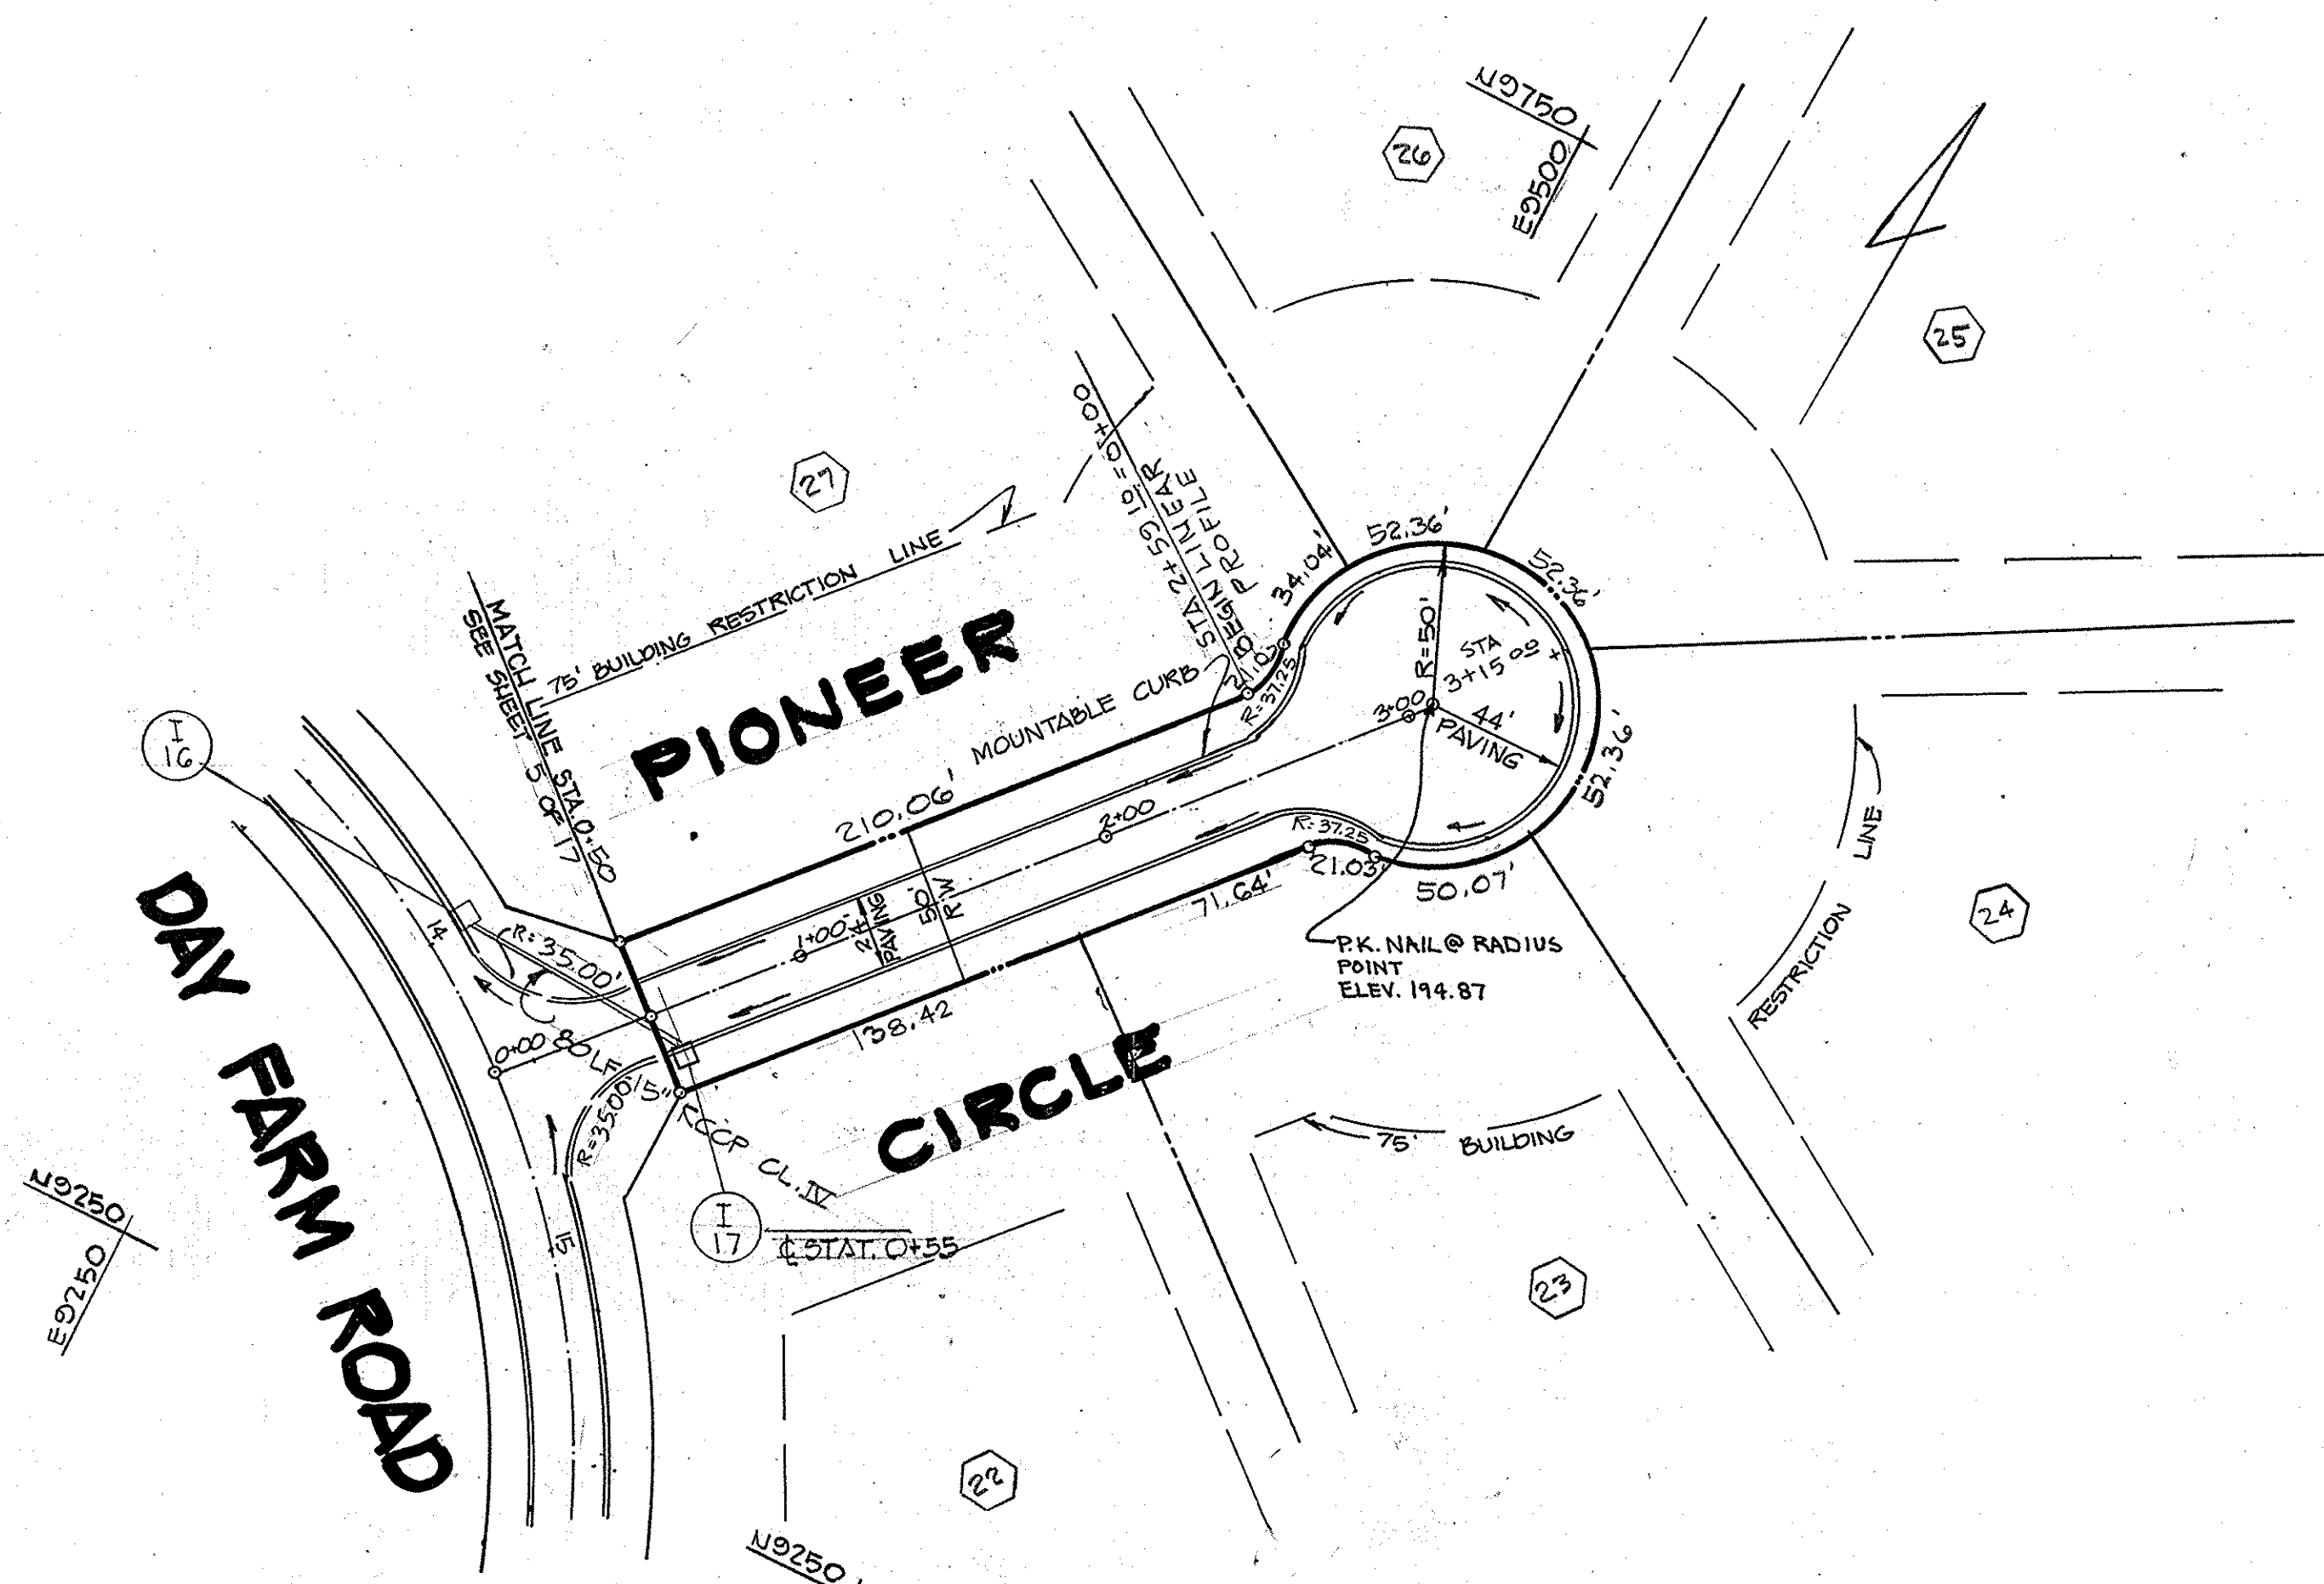 N9750
E9500
26
25
27
STA 2+59.16 = 0+00
BEGIN LINEAR
PROFILE
75' BUILDING RESTRICTION LINE
MATCH LINE STA. 0+50
SEE SHEET 5 OF 17
PIONEER
MOUNTABLE CURB
210.06'
34.04'
52.36'
52.36'
52.36'
50.07'
21.03'
R=37.25
R=50'
STA
3+15.00
3+00
44'
PAVING
R=37.25
21.03'
71.64'
2+00
1+00
24'
PAVING
50'
R/W
138.42
I
16
14
R=35.00'
0+00
80 LF
15"
R=35.00'
RCCP CL. IV
I
17
℄ STAT. 0+55
15
P.K. NAIL @ RADIUS
POINT
ELEV. 194.87
CIRCLE
DAY FARM ROAD
75' BUILDING
RESTRICTION LINE
24
23
22
N9250
E9250
N9250